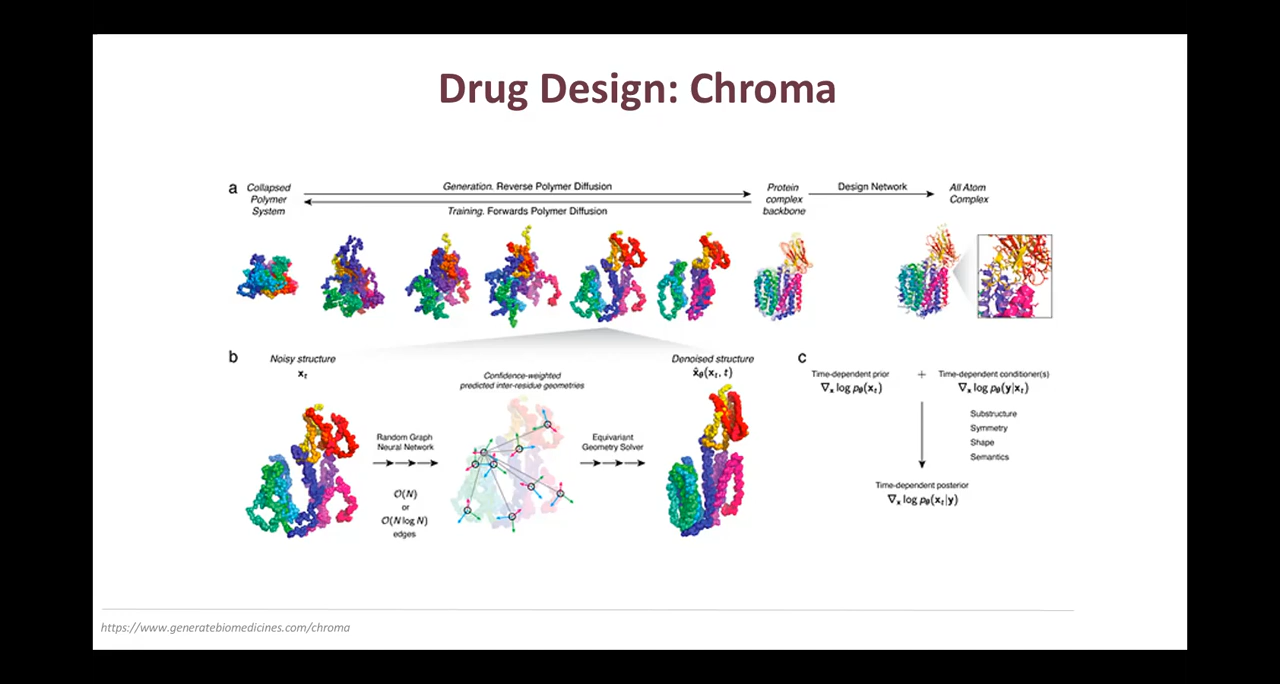 Drug Design: Chroma
a
Collapsed
Polymer
System
Generation. Reverse Polymer Diffusion
Training. Forwards Polymer Diffusion
Protein
complex
backbone
Design Network
All Atom
Complex
b
Noisy structure
xₜ
Random Graph
Neural Network
O(N)
or
O(N log N)
edges
Confidence-weighted
predicted inter-residue geometries
Equivariant
Geometry Solver
Denoised structure
x̂θ(xₜ, t)
c
Time-dependent prior
∇ₓ log pθ(xₜ)
+
Time-dependent conditioner(s)
∇ₓ log pθ(y|xₜ)
Substructure
Symmetry
Shape
Semantics
Time-dependent posterior
∇ₓ log pθ(xₜ|y)
https://www.generatebiomedicines.com/chroma